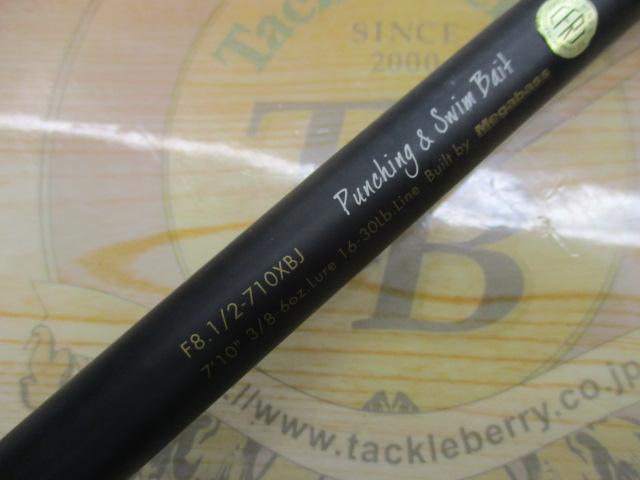 Punching & Swim Bait
F8.1/2-710XBJ
7'10" 3/8-6oz.Lure 16-30Lb.Line Built by Megabass
SINCE
2000
TB
://www.tackleberry.co.jp